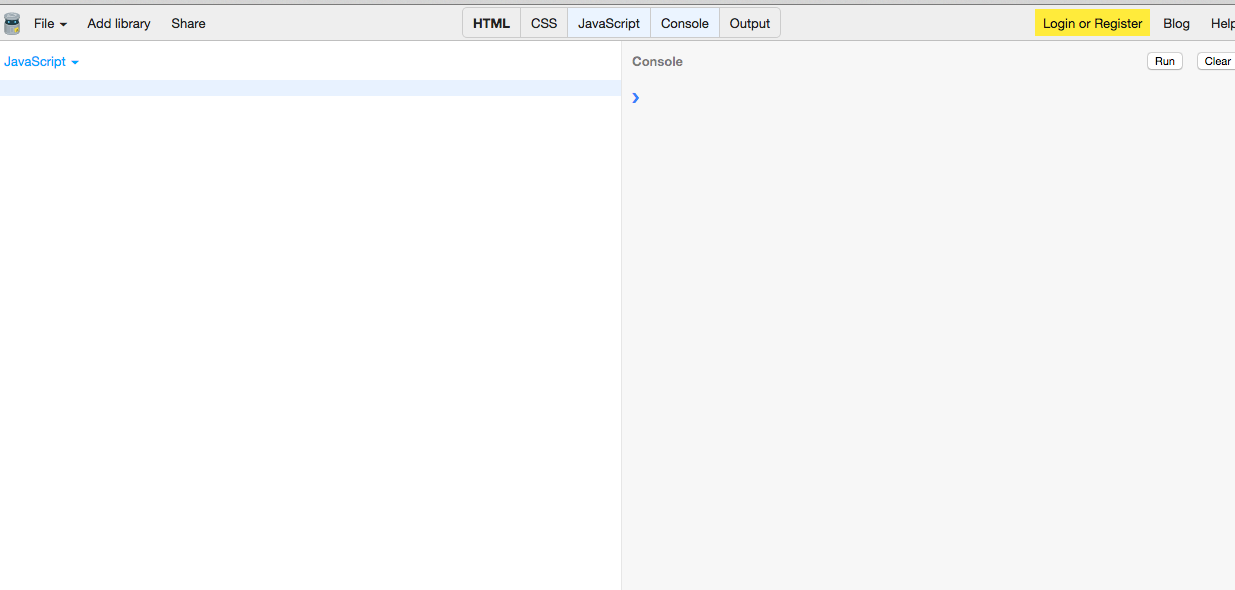 File Add library Share HTML CSS JavaScript Console Output Login or Register Blog Help
JavaScript
Console Run Clear